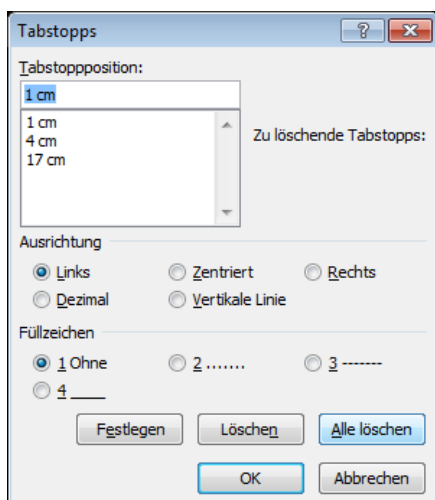 Tabstopps
Tabstoppposition:
1 cm
1 cm
4 cm
17 cm
Zu löschende Tabstopps:
Ausrichtung
Links Zentriert Rechts
Dezimal Vertikale Linie
Füllzeichen
1 Ohne 2 ....... 3 -------
4 ____
Festlegen Löschen Alle löschen
OK Abbrechen